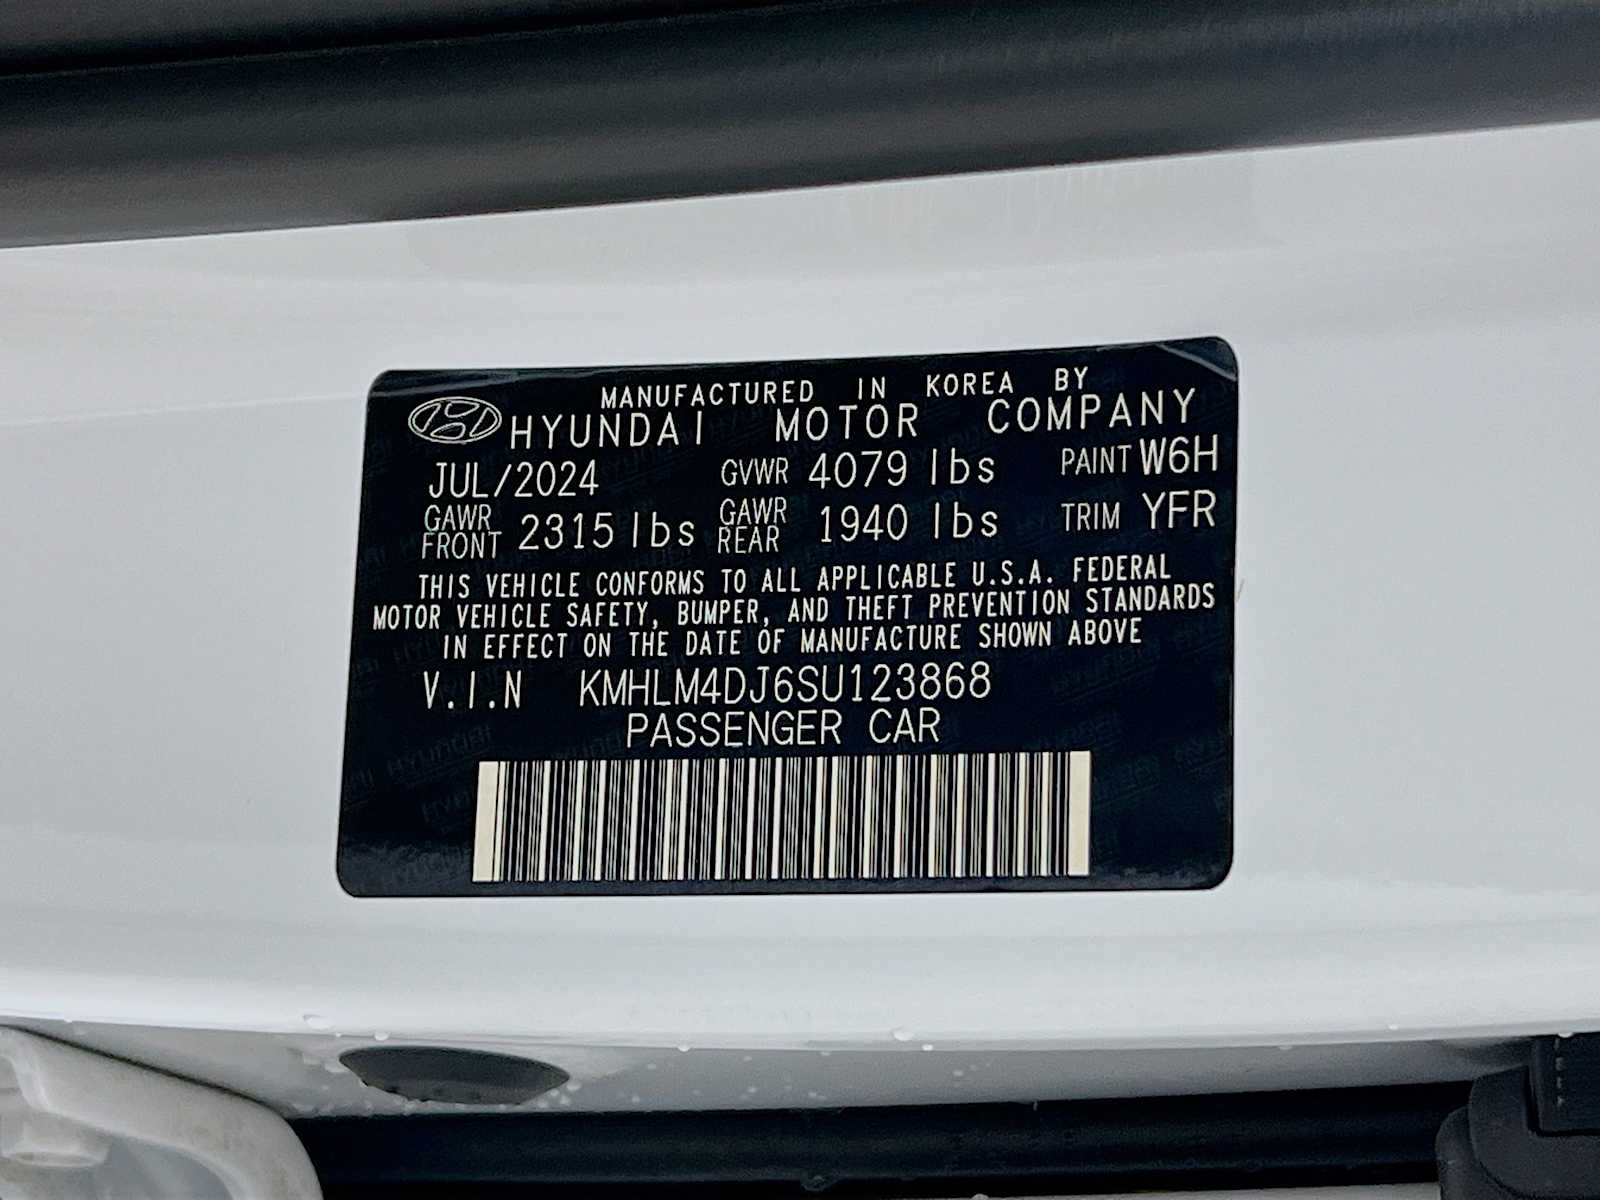 MANUFACTURED IN KOREA BY
HYUNDAI MOTOR COMPANY
JUL/2024 GVWR 4079 lbs PAINT W6H
GAWR FRONT 2315 lbs GAWR REAR 1940 lbs TRIM YFR
THIS VEHICLE CONFORMS TO ALL APPLICABLE U.S.A. FEDERAL
MOTOR VEHICLE SAFETY, BUMPER, AND THEFT PREVENTION STANDARDS
IN EFFECT ON THE DATE OF MANUFACTURE SHOWN ABOVE
V.I.N KMHLM4DJ6SU123868
PASSENGER CAR